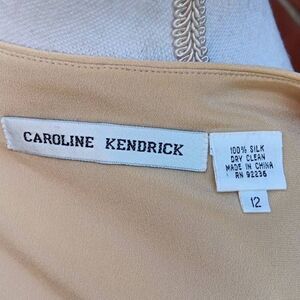 CAROLINE KENDRICK
100% SILK
DRY CLEAN
MADE IN CHINA
RN 92236
12